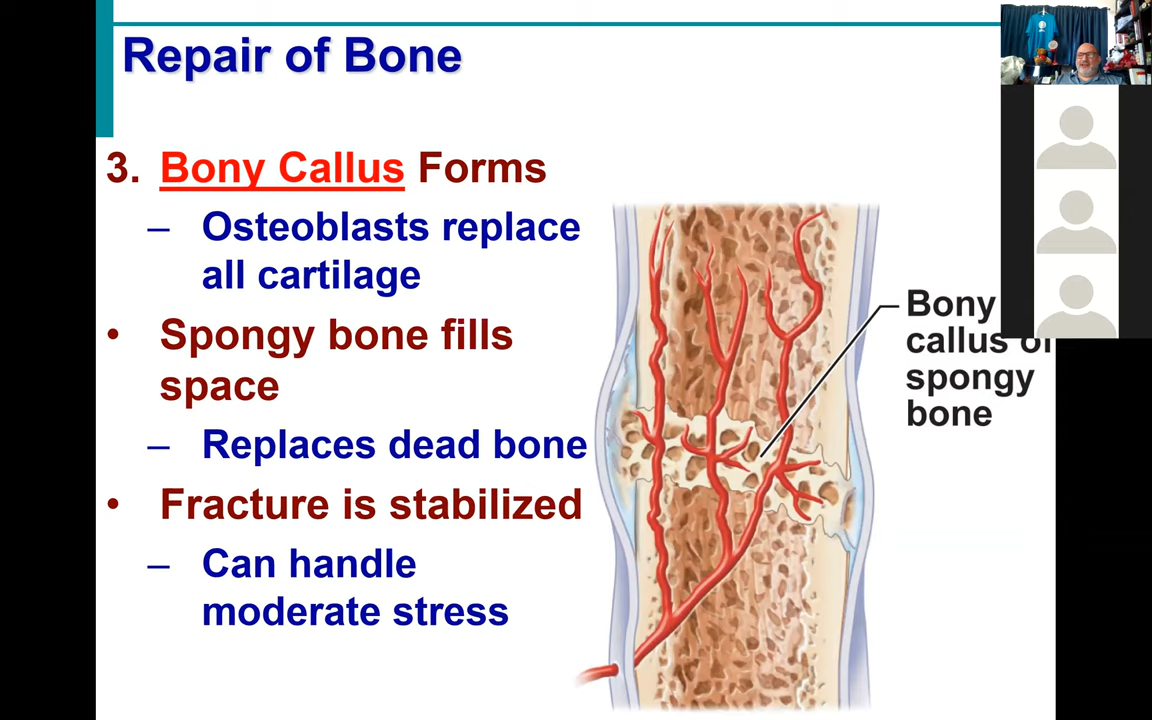 Repair of Bone
3. Bony Callus Forms
– Osteoblasts replace
all cartilage
• Spongy bone fills
space
– Replaces dead bone
• Fracture is stabilized
– Can handle
moderate stress
Bony
callus of
spongy
bone